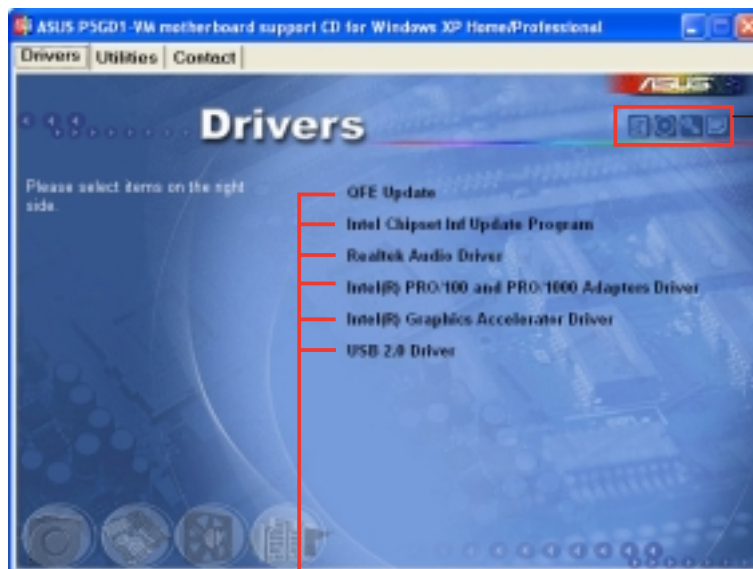 ASUS P5GD1-VM motherboard support CD for Windows XP Home/Professional
Drivers Utilities Contact
ASUS
Drivers
Please select items on the right
side.
QFE Update
Intel Chipset Inf Update Program
Realtek Audio Driver
Intel(R) PRO/100 and PRO/1000 Adapters Driver
Intel(R) Graphics Accelerator Driver
USB 2.0 Driver